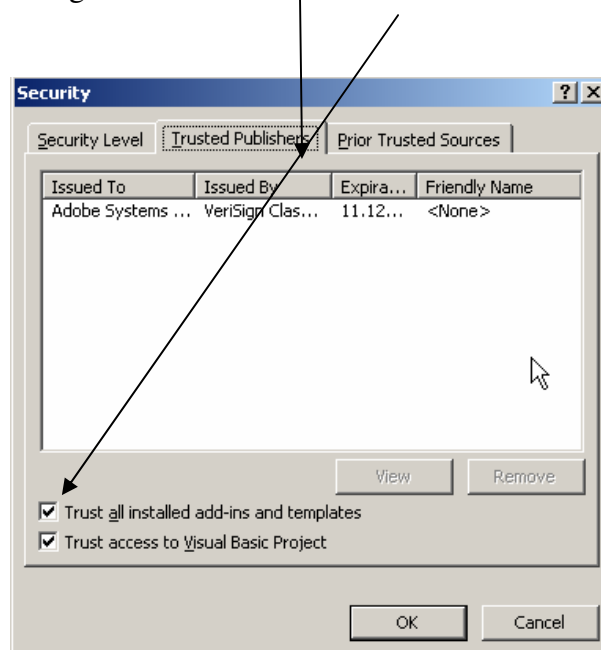 Security
Security Level Trusted Publishers Prior Trusted Sources
Issued To Issued By Expira... Friendly Name
Adobe Systems ... VeriSign Clas... 11.12... <None>
View Remove
Trust all installed add-ins and templates
Trust access to Visual Basic Project
OK Cancel